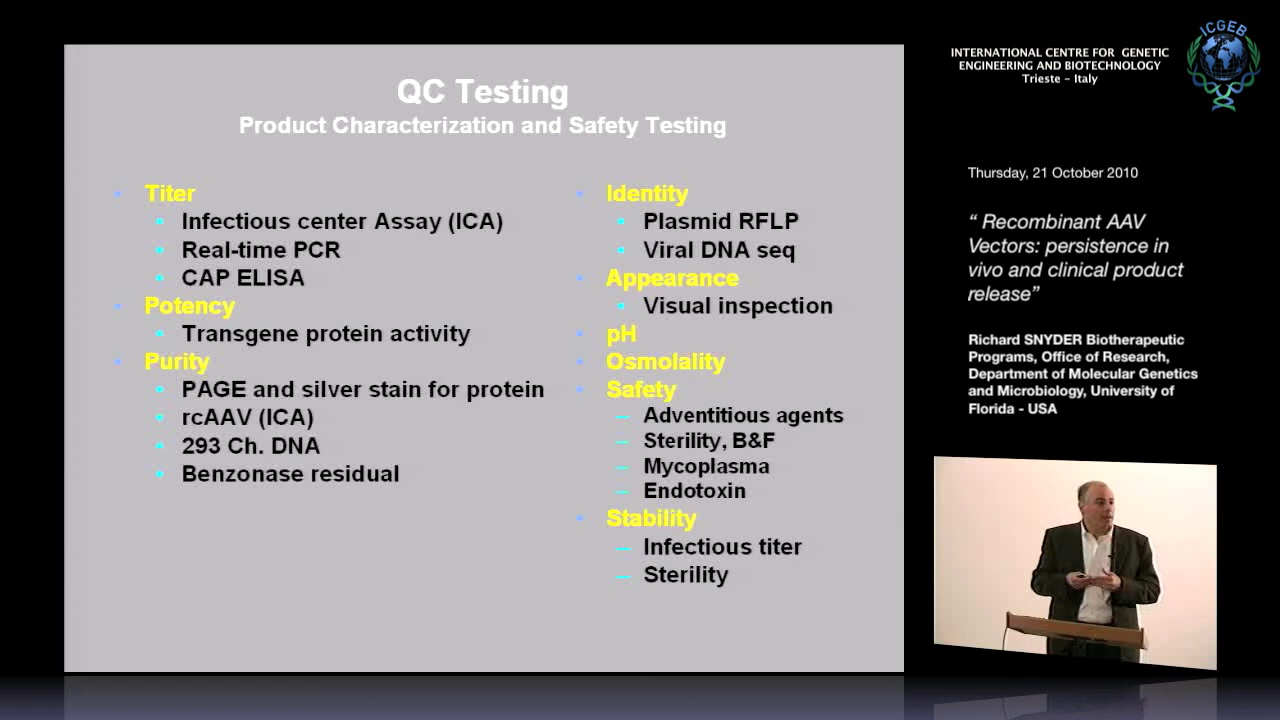 QC Testing
Product Characterization and Safety Testing
Titer
Infectious center Assay (ICA)
Real-time PCR
CAP ELISA
Potency
Transgene protein activity
Purity
PAGE and silver stain for protein
rcAAV (ICA)
293 Ch. DNA
Benzonase residual
Identity
Plasmid RFLP
Viral DNA seq
Appearance
Visual inspection
pH
Osmolality
Safety
Adventitious agents
Sterility, B&F
Mycoplasma
Endotoxin
Stability
Infectious titer
Sterility
INTERNATIONAL CENTRE FOR GENETIC
ENGINEERING AND BIOTECHNOLOGY
Trieste – Italy
ICGEB
Thursday, 21 October 2010
“ Recombinant AAV
Vectors: persistence in
vivo and clinical product
release”
Richard SNYDER Biotherapeutic
Programs, Office of Research,
Department of Molecular Genetics
and Microbiology, University of
Florida - USA